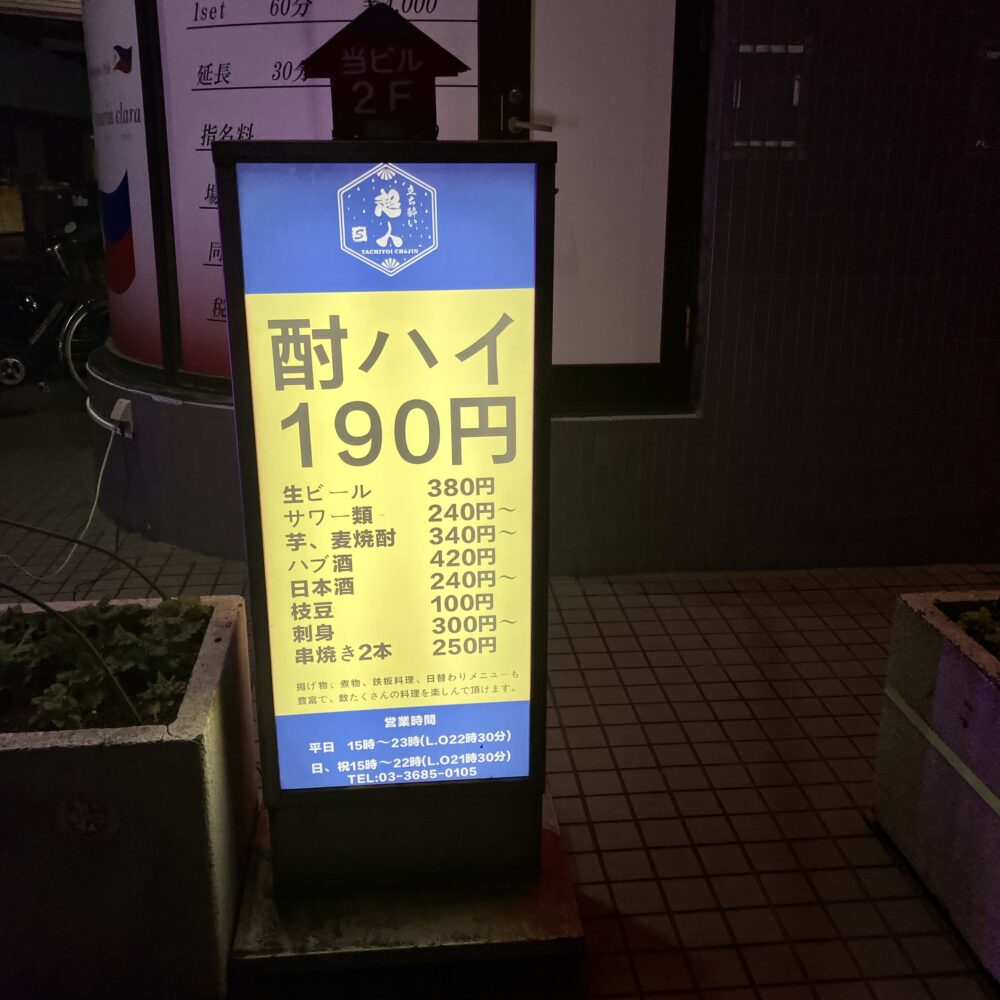 1set 60分
延長 30分
指名料
maria clara
当ビル
2F
立ち酔い
超人
S
TACHIYOI CHōJIN
酎ハイ
190円
生ビール 380円
サワー類 240円～
芋、麦焼酎 340円～
ハブ酒 420円
日本酒 240円～
枝豆 100円
刺身 300円～
串焼き2本 250円
揚げ物、煮物、鉄板料理、日替わりメニューも
豊富で、数たくさんの料理を楽しんで頂けます。
営業時間
平日 15時～23時(L.O22時30分)
日、祝15時～22時(L.O21時30分)
TEL:03-3685-0105